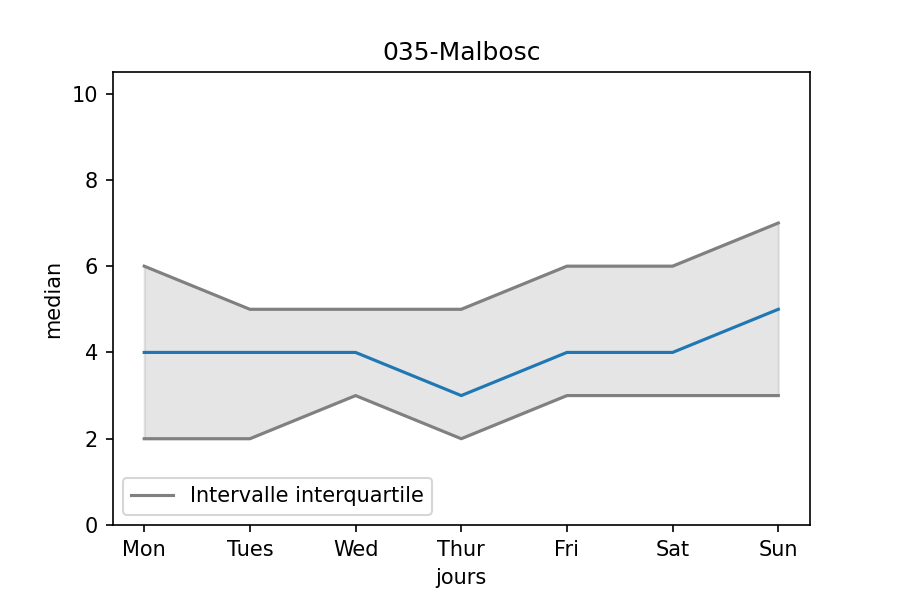 035-Malbosc
10
8
6
4
2
0
median
Intervalle interquartile
Mon Tues Wed Thur Fri Sat Sun
jours